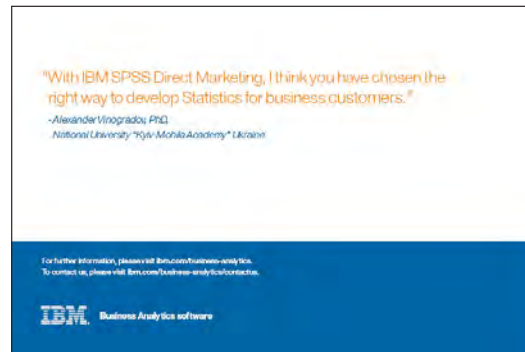 "With IBM SPSS Direct Marketing, I think you have chosen the
right way to develop Statistics for business customers."
-Alexander Vinogradov, PhD.
National University "Kyiv-Mohila Academy" Ukraine
For further information, please visit ibm.com/business-analytics.
To contact us, please visit ibm.com/business-analytics/contactus.
IBM. Business Analytics software